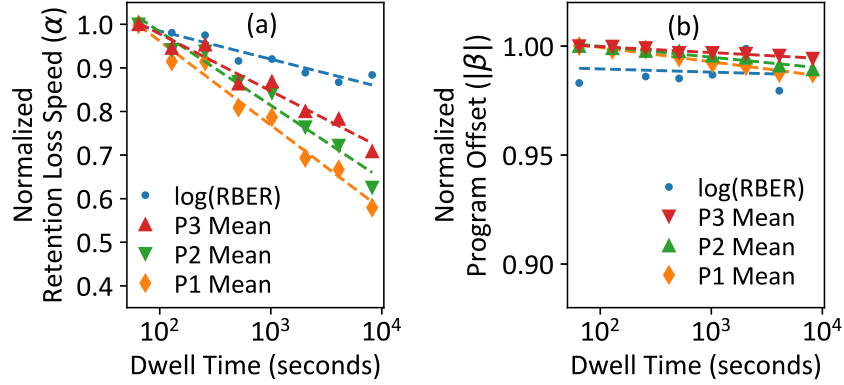 (a)
Normalized
Retention Loss Speed (α)
1.0
0.9
0.8
0.7
0.6
0.5
0.4
log(RBER)
P3 Mean
P2 Mean
P1 Mean
10²
10³
10⁴
Dwell Time (seconds)
(b)
Normalized
Program Offset (|β|)
1.00
0.95
0.90
log(RBER)
P3 Mean
P2 Mean
P1 Mean
10²
10³
10⁴
Dwell Time (seconds)